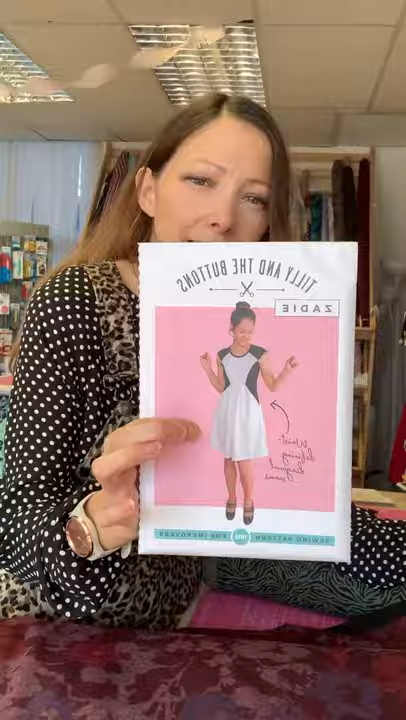 TILLY AND THE BUTTONS
ZADIE
Waist-
defining
diagonal
seams
SEWING PATTERN FOR IMPROVERS